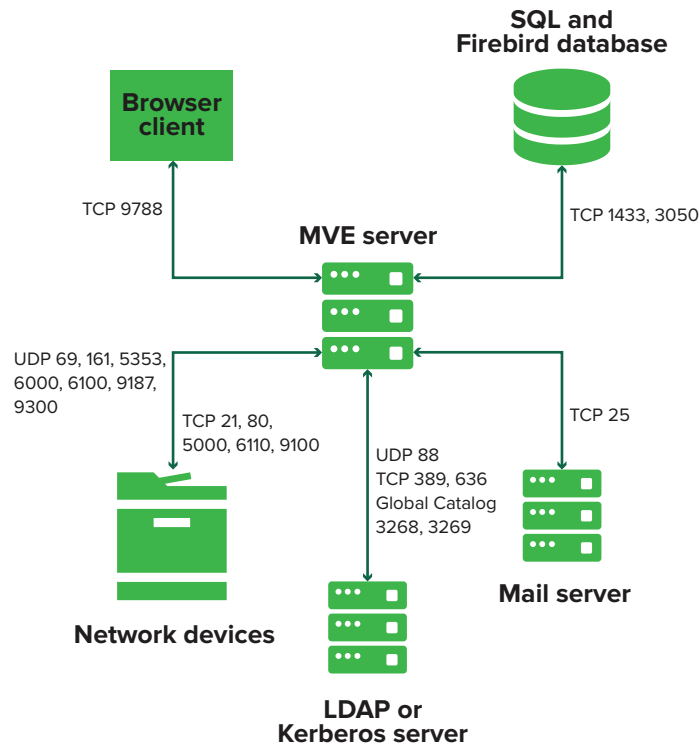 SQL and
Firebird database
Browser
client
TCP 9788
TCP 1433, 3050
MVE server
UDP 69, 161, 5353,
6000, 6100, 9187,
9300
TCP 21, 80,
5000, 6110, 9100
TCP 25
UDP 88
TCP 389, 636
Global Catalog
3268, 3269
Mail server
Network devices
LDAP or
Kerberos server